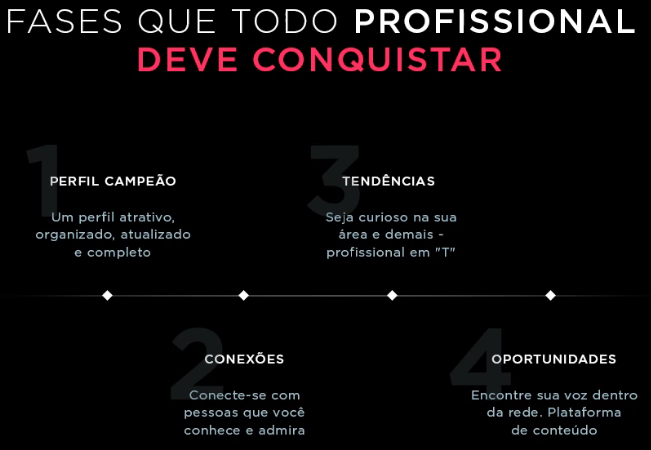 FASES QUE TODO PROFISSIONAL
DEVE CONQUISTAR
1
PERFIL CAMPEÃO
Um perfil atrativo,
organizado, atualizado
e completo
2
CONEXÕES
Conecte-se com
pessoas que você
conhece e admira
3
TENDÊNCIAS
Seja curioso na sua
área e demais -
profissional em "T"
4
OPORTUNIDADES
Encontre sua voz dentro
da rede. Plataforma
de conteúdo